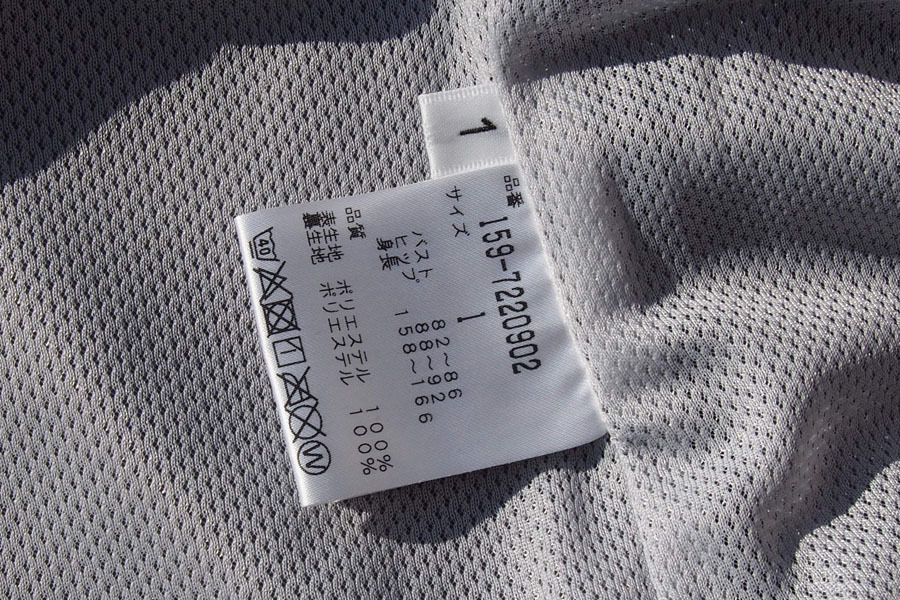 1
品番 159-7220902
サイズ 1
バスト 82~86
ヒップ 88~92
身長 158~166
品質
表生地 ポリエステル 100%
裏生地 ポリエステル 100%
40
W